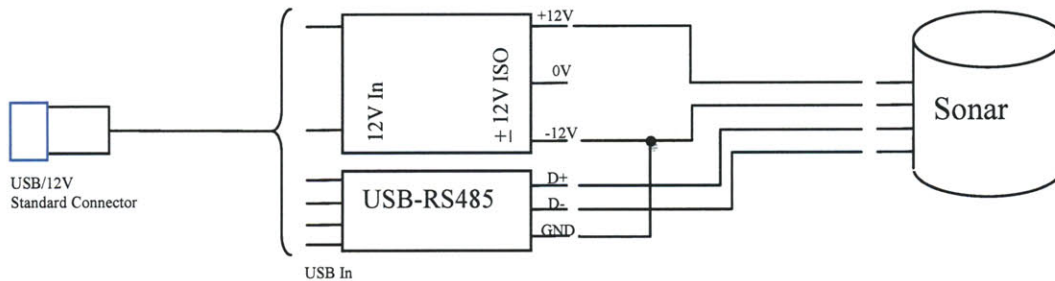 +12V
0V
-12V
12V In
± 12V ISO
Sonar
USB/12V
Standard Connector
USB-RS485
D+
D-
GND
USB In